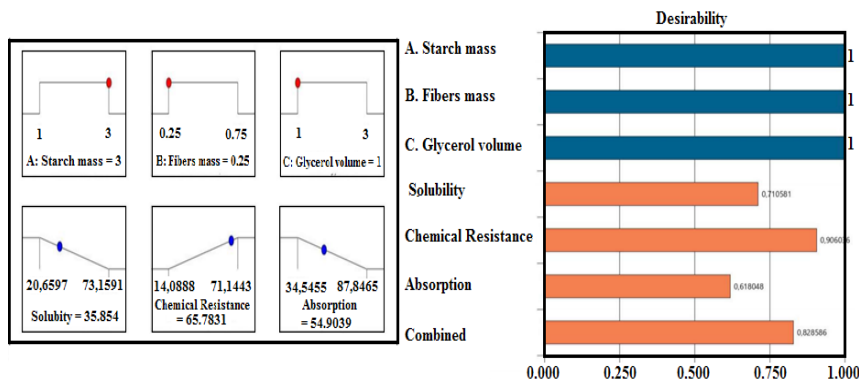 1 3
A: Starch mass = 3
0.25 0.75
B: Fibers mass = 0.25
1 3
C: Glycerol volume = 1
20,6597 73,1591
Solubity = 35.854
14,0888 71,1443
Chemical Resistance
= 65.7831
34,5455 87,8465
Absorption
= 54.9039
Desirability
A. Starch mass 1
B. Fibers mass 1
C. Glycerol volume 1
Solubility 0,710581
Chemical Resistance
Absorption 0,618048
Combined 0,828586
0.000 0.250 0.500 0.750 1.000